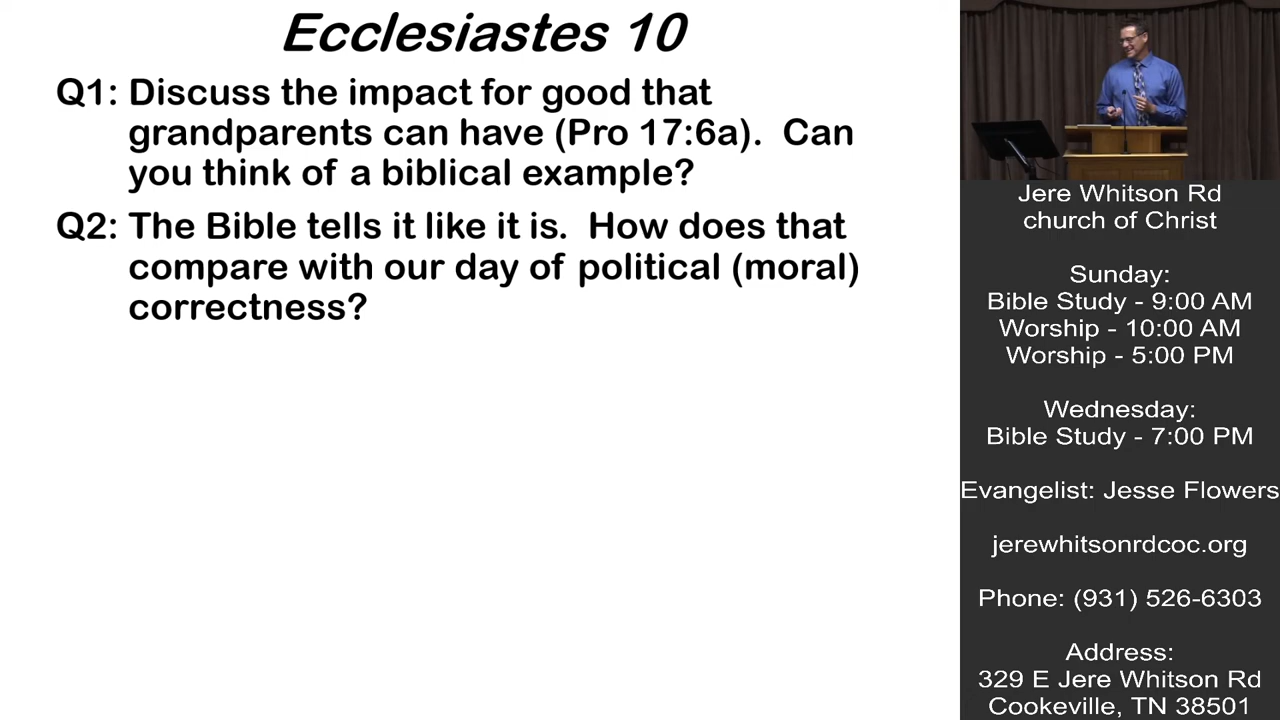 Ecclesiastes 10
Q1: Discuss the impact for good that
grandparents can have (Pro 17:6a). Can
you think of a biblical example?
Q2: The Bible tells it like it is. How does that
compare with our day of political (moral)
correctness?
Jere Whitson Rd
church of Christ
Sunday:
Bible Study - 9:00 AM
Worship - 10:00 AM
Worship - 5:00 PM
Wednesday:
Bible Study - 7:00 PM
Evangelist: Jesse Flowers
jerewhitsonrdcoc.org
Phone: (931) 526-6303
Address:
329 E Jere Whitson Rd
Cookeville, TN 38501